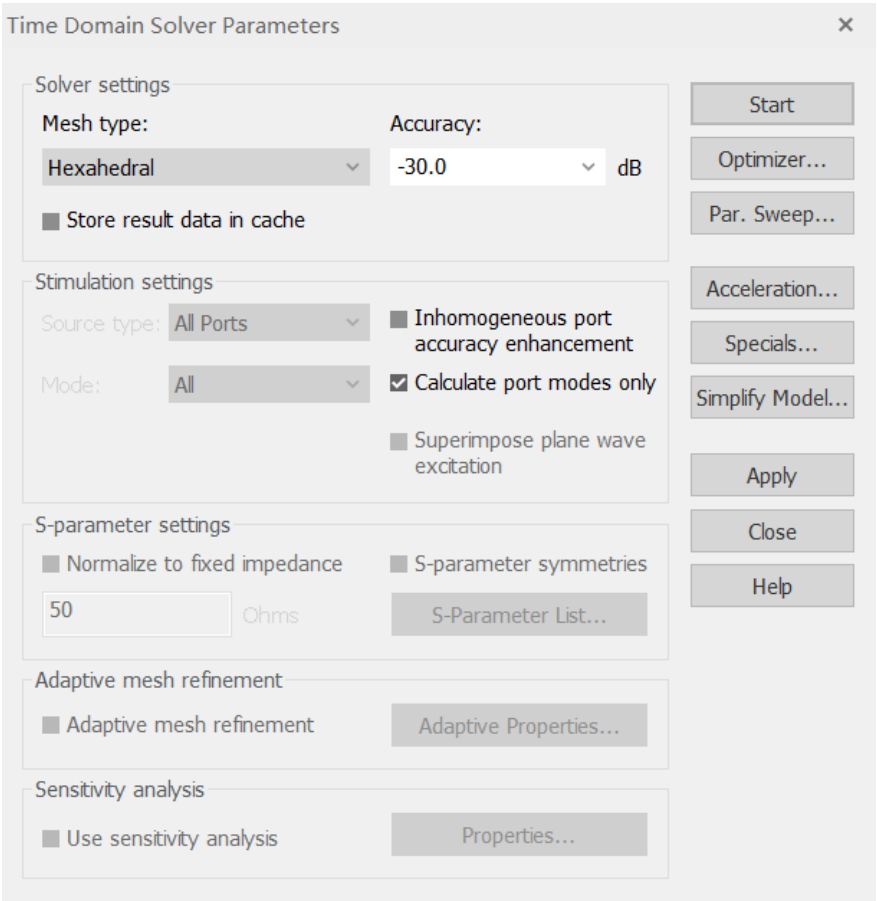 Time Domain Solver Parameters
Solver settings
Mesh type:
Accuracy:
Hexahedral
-30.0
dB
Store result data in cache
Stimulation settings
Source type:
All Ports
Inhomogeneous port
accuracy enhancement
Mode:
All
Calculate port modes only
Superimpose plane wave
excitation
S-parameter settings
Normalize to fixed impedance
S-parameter symmetries
50
Ohms
S-Parameter List...
Adaptive mesh refinement
Adaptive mesh refinement
Adaptive Properties...
Sensitivity analysis
Use sensitivity analysis
Properties...
Start
Optimizer...
Par. Sweep...
Acceleration...
Specials...
Simplify Model...
Apply
Close
Help